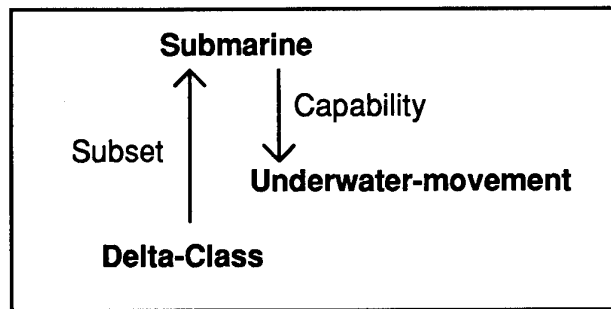 Submarine
Capability
Subset
Underwater-movement
Delta-Class